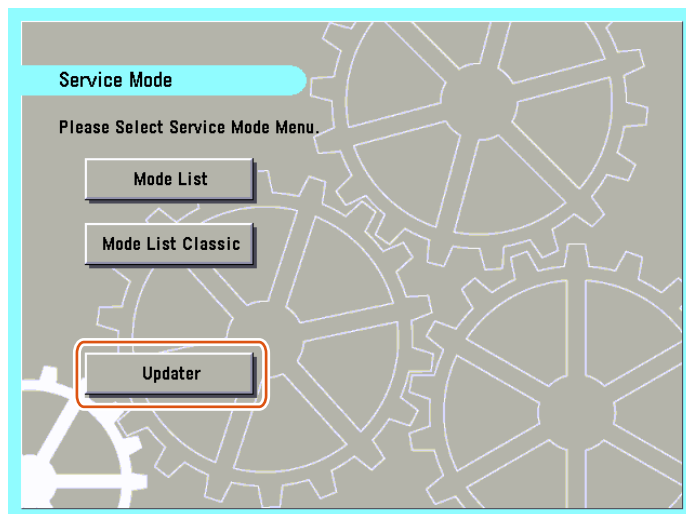 Service Mode
Please Select Service Mode Menu.
Mode List
Mode List Classic
Updater